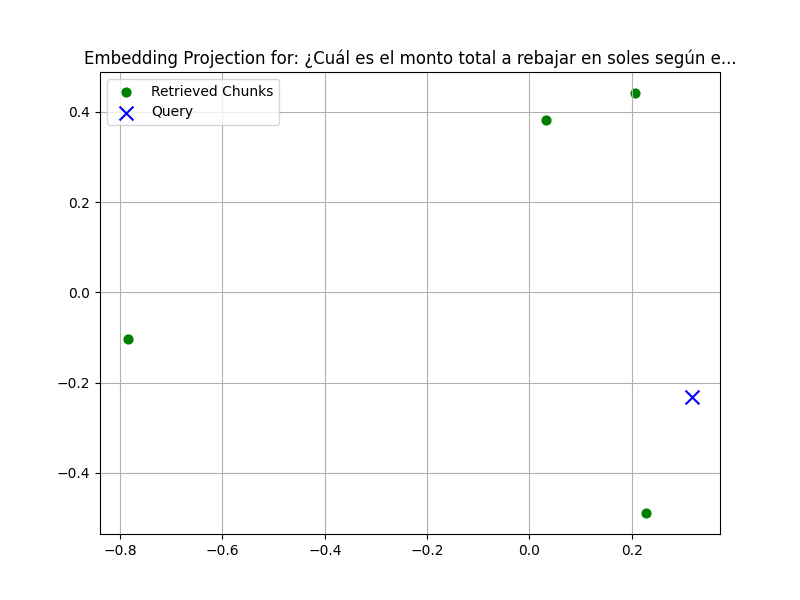 Embedding Projection for: ¿Cuál es el monto total a rebajar en soles según e...
Retrieved Chunks
Query
0.4
0.2
0.0
−0.2
−0.4
−0.8 −0.6 −0.4 −0.2 0.0 0.2